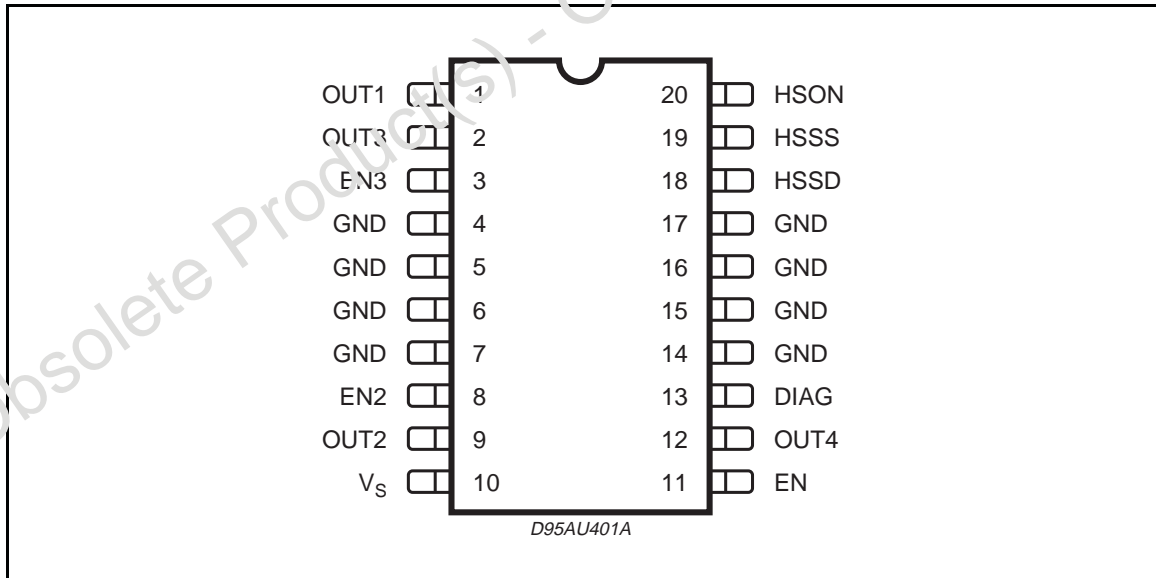 OUT1 1 20 HSON
OUT3 2 19 HSSS
EN3 3 18 HSSD
GND 4 17 GND
GND 5 16 GND
GND 6 15 GND
GND 7 14 GND
EN2 8 13 DIAG
OUT2 9 12 OUT4
VS 10 11 EN
D95AU401A
Obsolete Product(s) -